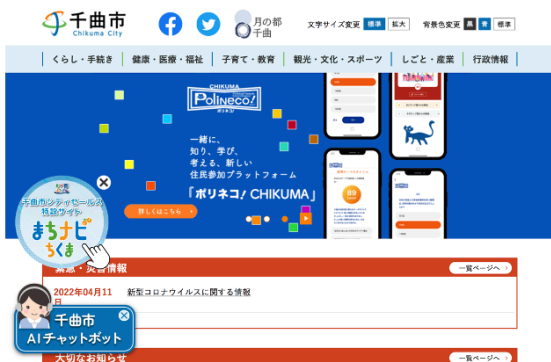 千曲市
Chikuma City
月の都
千曲
文字サイズ変更 標準 拡大 背景色変更 黒 青 標準
くらし・手続き 健康・医療・福祉 子育て・教育 観光・文化・スポーツ しごと・産業 行政情報
CHIKUMA
Polineco!
ポリネコ!
一緒に、
知り、学び、
考える、新しい
住民参加プラットフォーム
「ポリネコ! CHIKUMA」
詳しくはこちら
千曲市シティセールス
特設サイト
まちナビ
ちくま
緊急・災害情報 一覧ページへ
2022年04月11日 新型コロナウイルスに関する情報
千曲市
AIチャットボット
大切なお知らせ 一覧ページへ